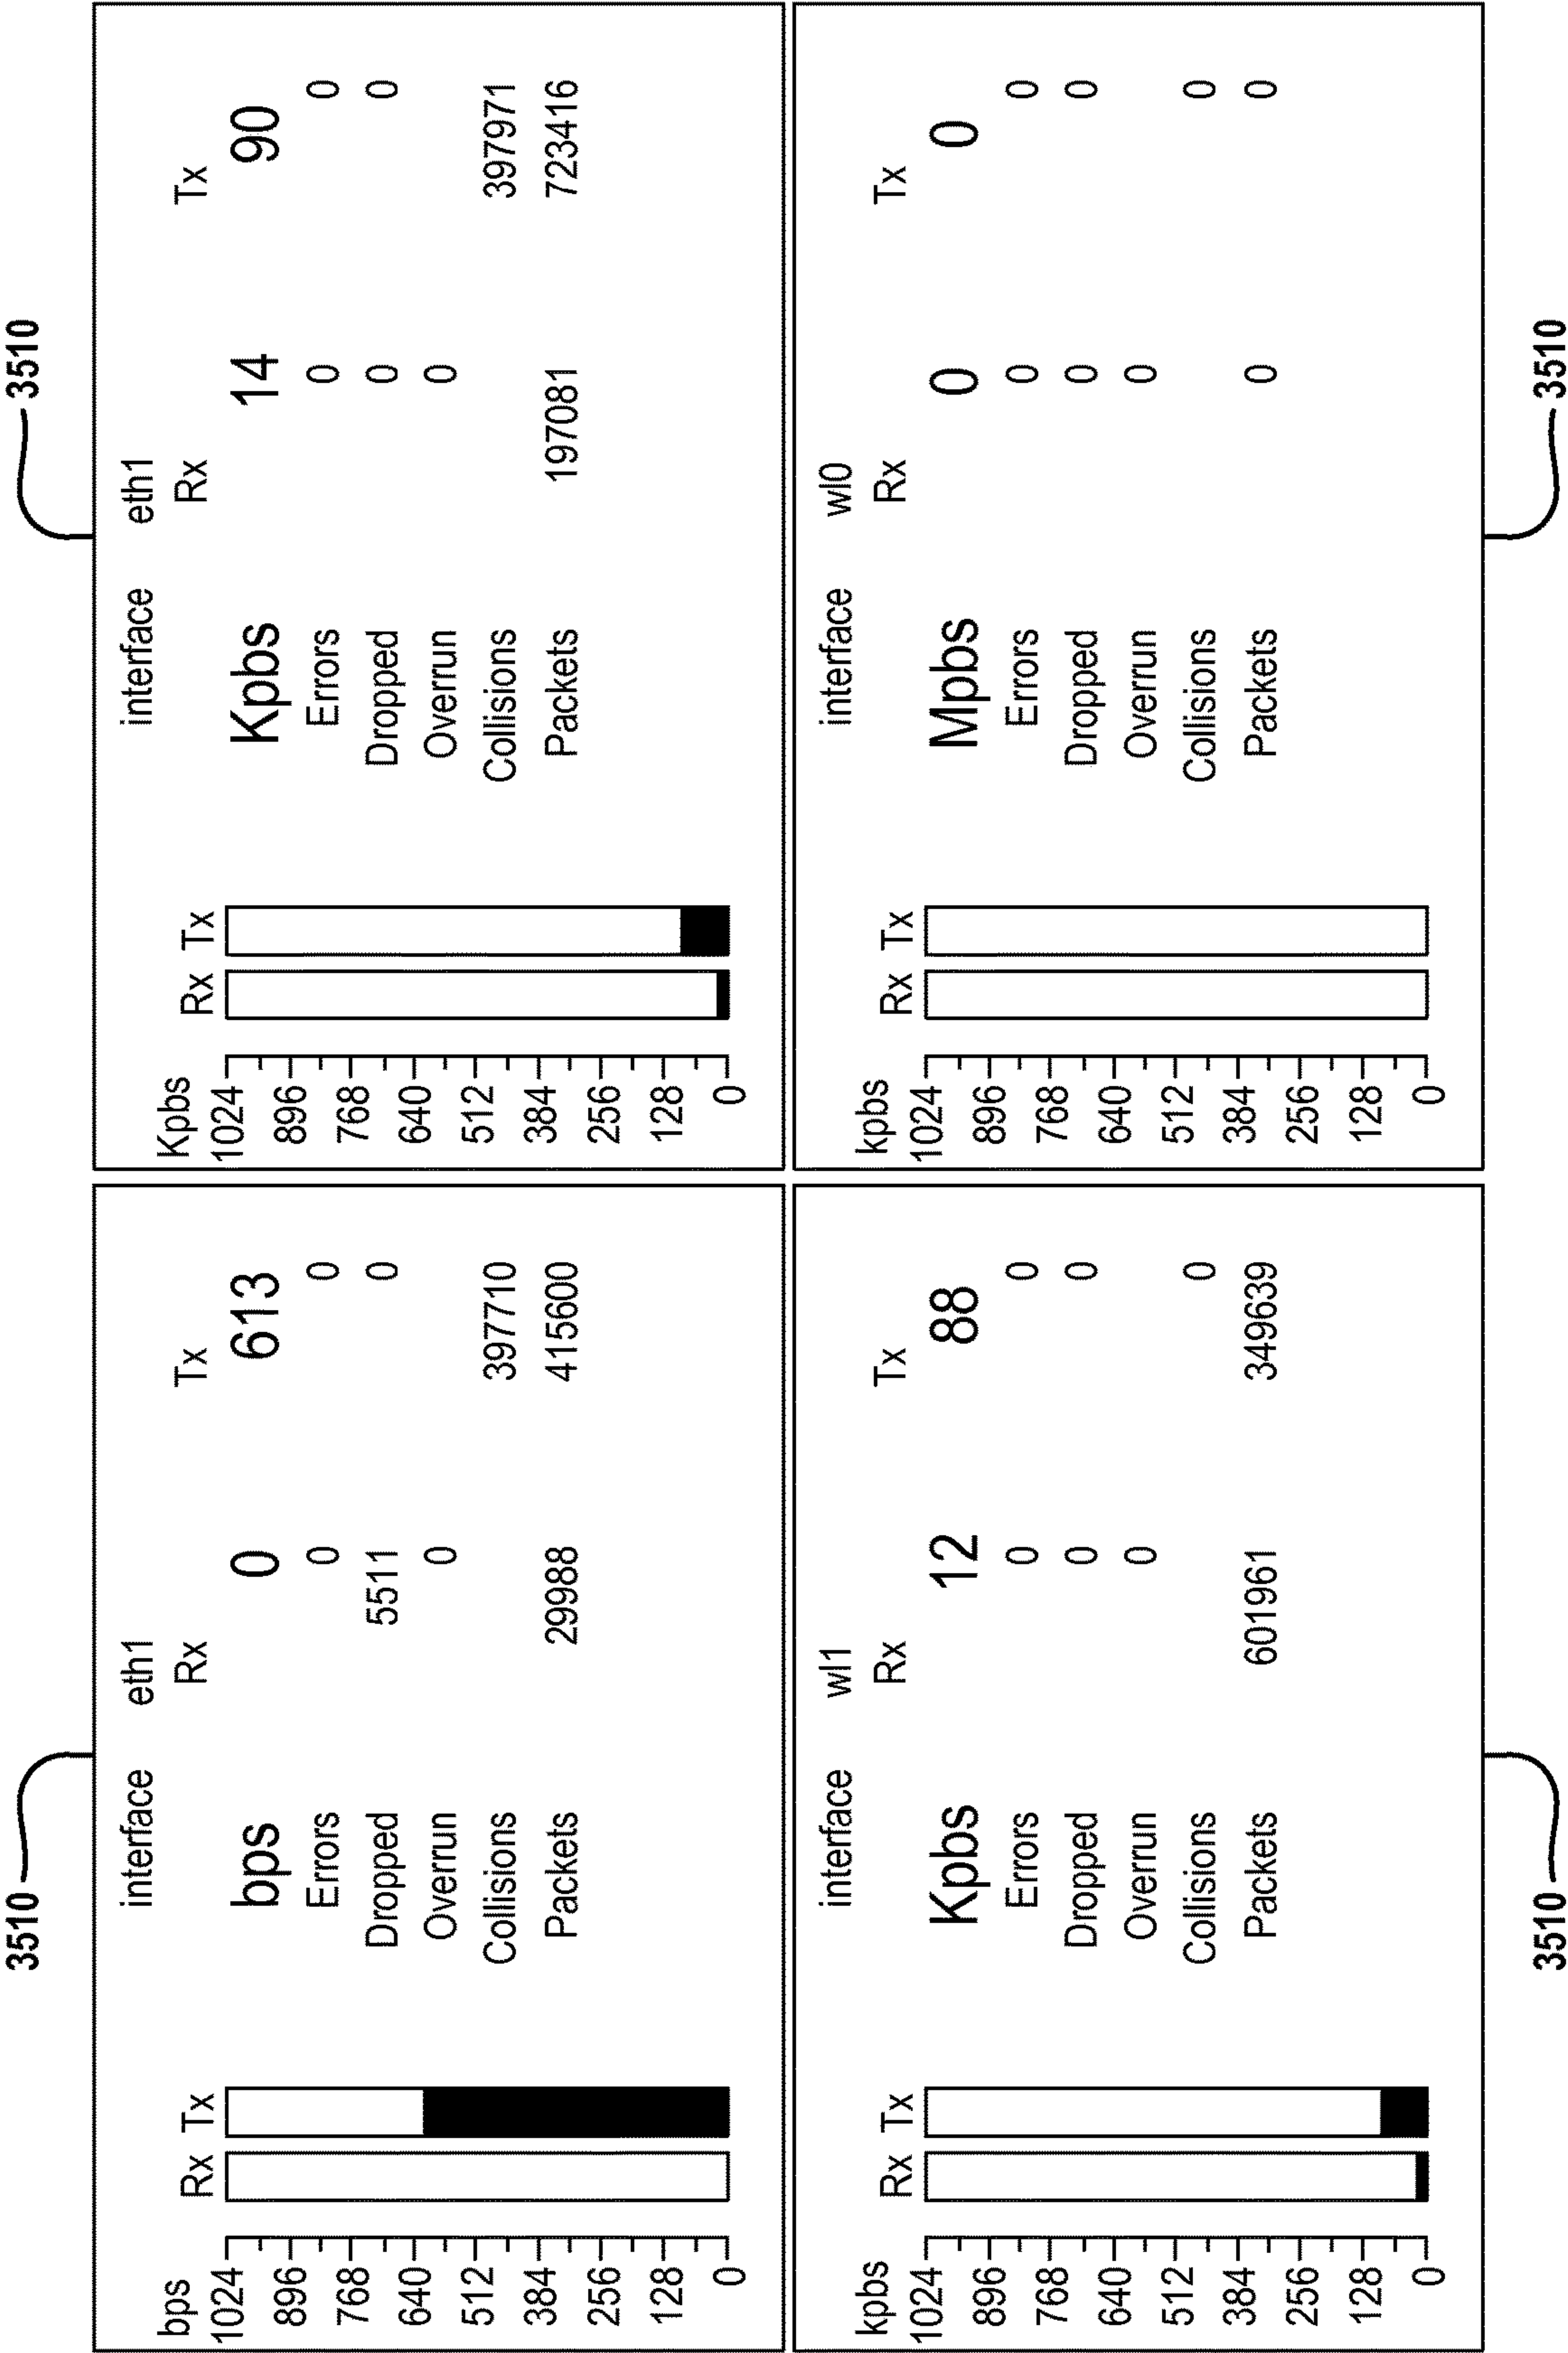 3510
bps Rx Tx
1024
896
768
640
512
384
256
128
0
interface eth1
Rx Tx
bps 0 613
Errors 0 0
Dropped 5511 0
Overrun 0
Collisions 397710
Packets 29988 415600
3510
Kpbs Rx Tx
1024
896
768
640
512
384
256
128
0
interface eth1
Rx Tx
Kpbs 14 90
Errors 0 0
Dropped 0 0
Overrun 0
Collisions 397971
Packets 197081 723416
kpbs Rx Tx
1024
896
768
640
512
384
256
128
0
interface wl1
Rx Tx
Kpbs 12 88
Errors 0 0
Dropped 0 0
Overrun 0
Collisions 0
Packets 601961 349639
3510
kpbs Rx Tx
1024
896
768
640
512
384
256
128
0
interface wl0
Rx Tx
Mpbs 0 0
Errors 0 0
Dropped 0 0
Overrun 0
Collisions 0
Packets 0 0
3510